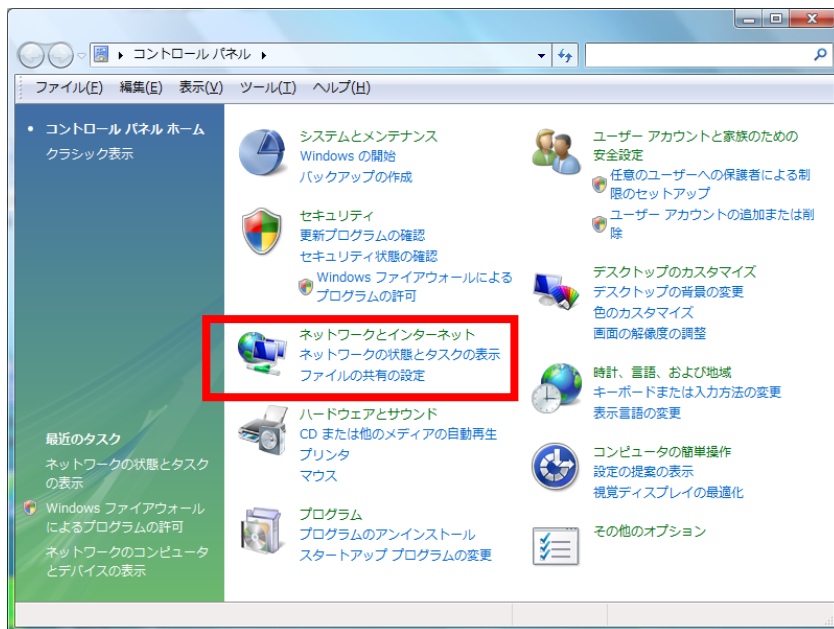 コントロール パネル
ファイル(F) 編集(E) 表示(V) ツール(T) ヘルプ(H)
コントロール パネル ホーム
クラシック表示
最近のタスク
ネットワークの状態とタスク
の表示
Windows ファイアウォール
によるプログラムの許可
ネットワークのコンピュータ
とデバイスの表示
システムとメンテナンス
Windows の開始
バックアップの作成
セキュリティ
更新プログラムの確認
セキュリティ状態の確認
Windows ファイアウォールによる
プログラムの許可
ネットワークとインターネット
ネットワークの状態とタスクの表示
ファイルの共有の設定
ハードウェアとサウンド
CD または他のメディアの自動再生
プリンタ
マウス
プログラム
プログラムのアンインストール
スタートアップ プログラムの変更
ユーザー アカウントと家族のための
安全設定
任意のユーザーへの保護者による制
限のセットアップ
ユーザー アカウントの追加または削
除
デスクトップのカスタマイズ
デスクトップの背景の変更
色のカスタマイズ
画面の解像度の調整
時計、言語、および地域
キーボードまたは入力方法の変更
表示言語の変更
コンピュータの簡単操作
設定の提案の表示
視覚ディスプレイの最適化
その他のオプション